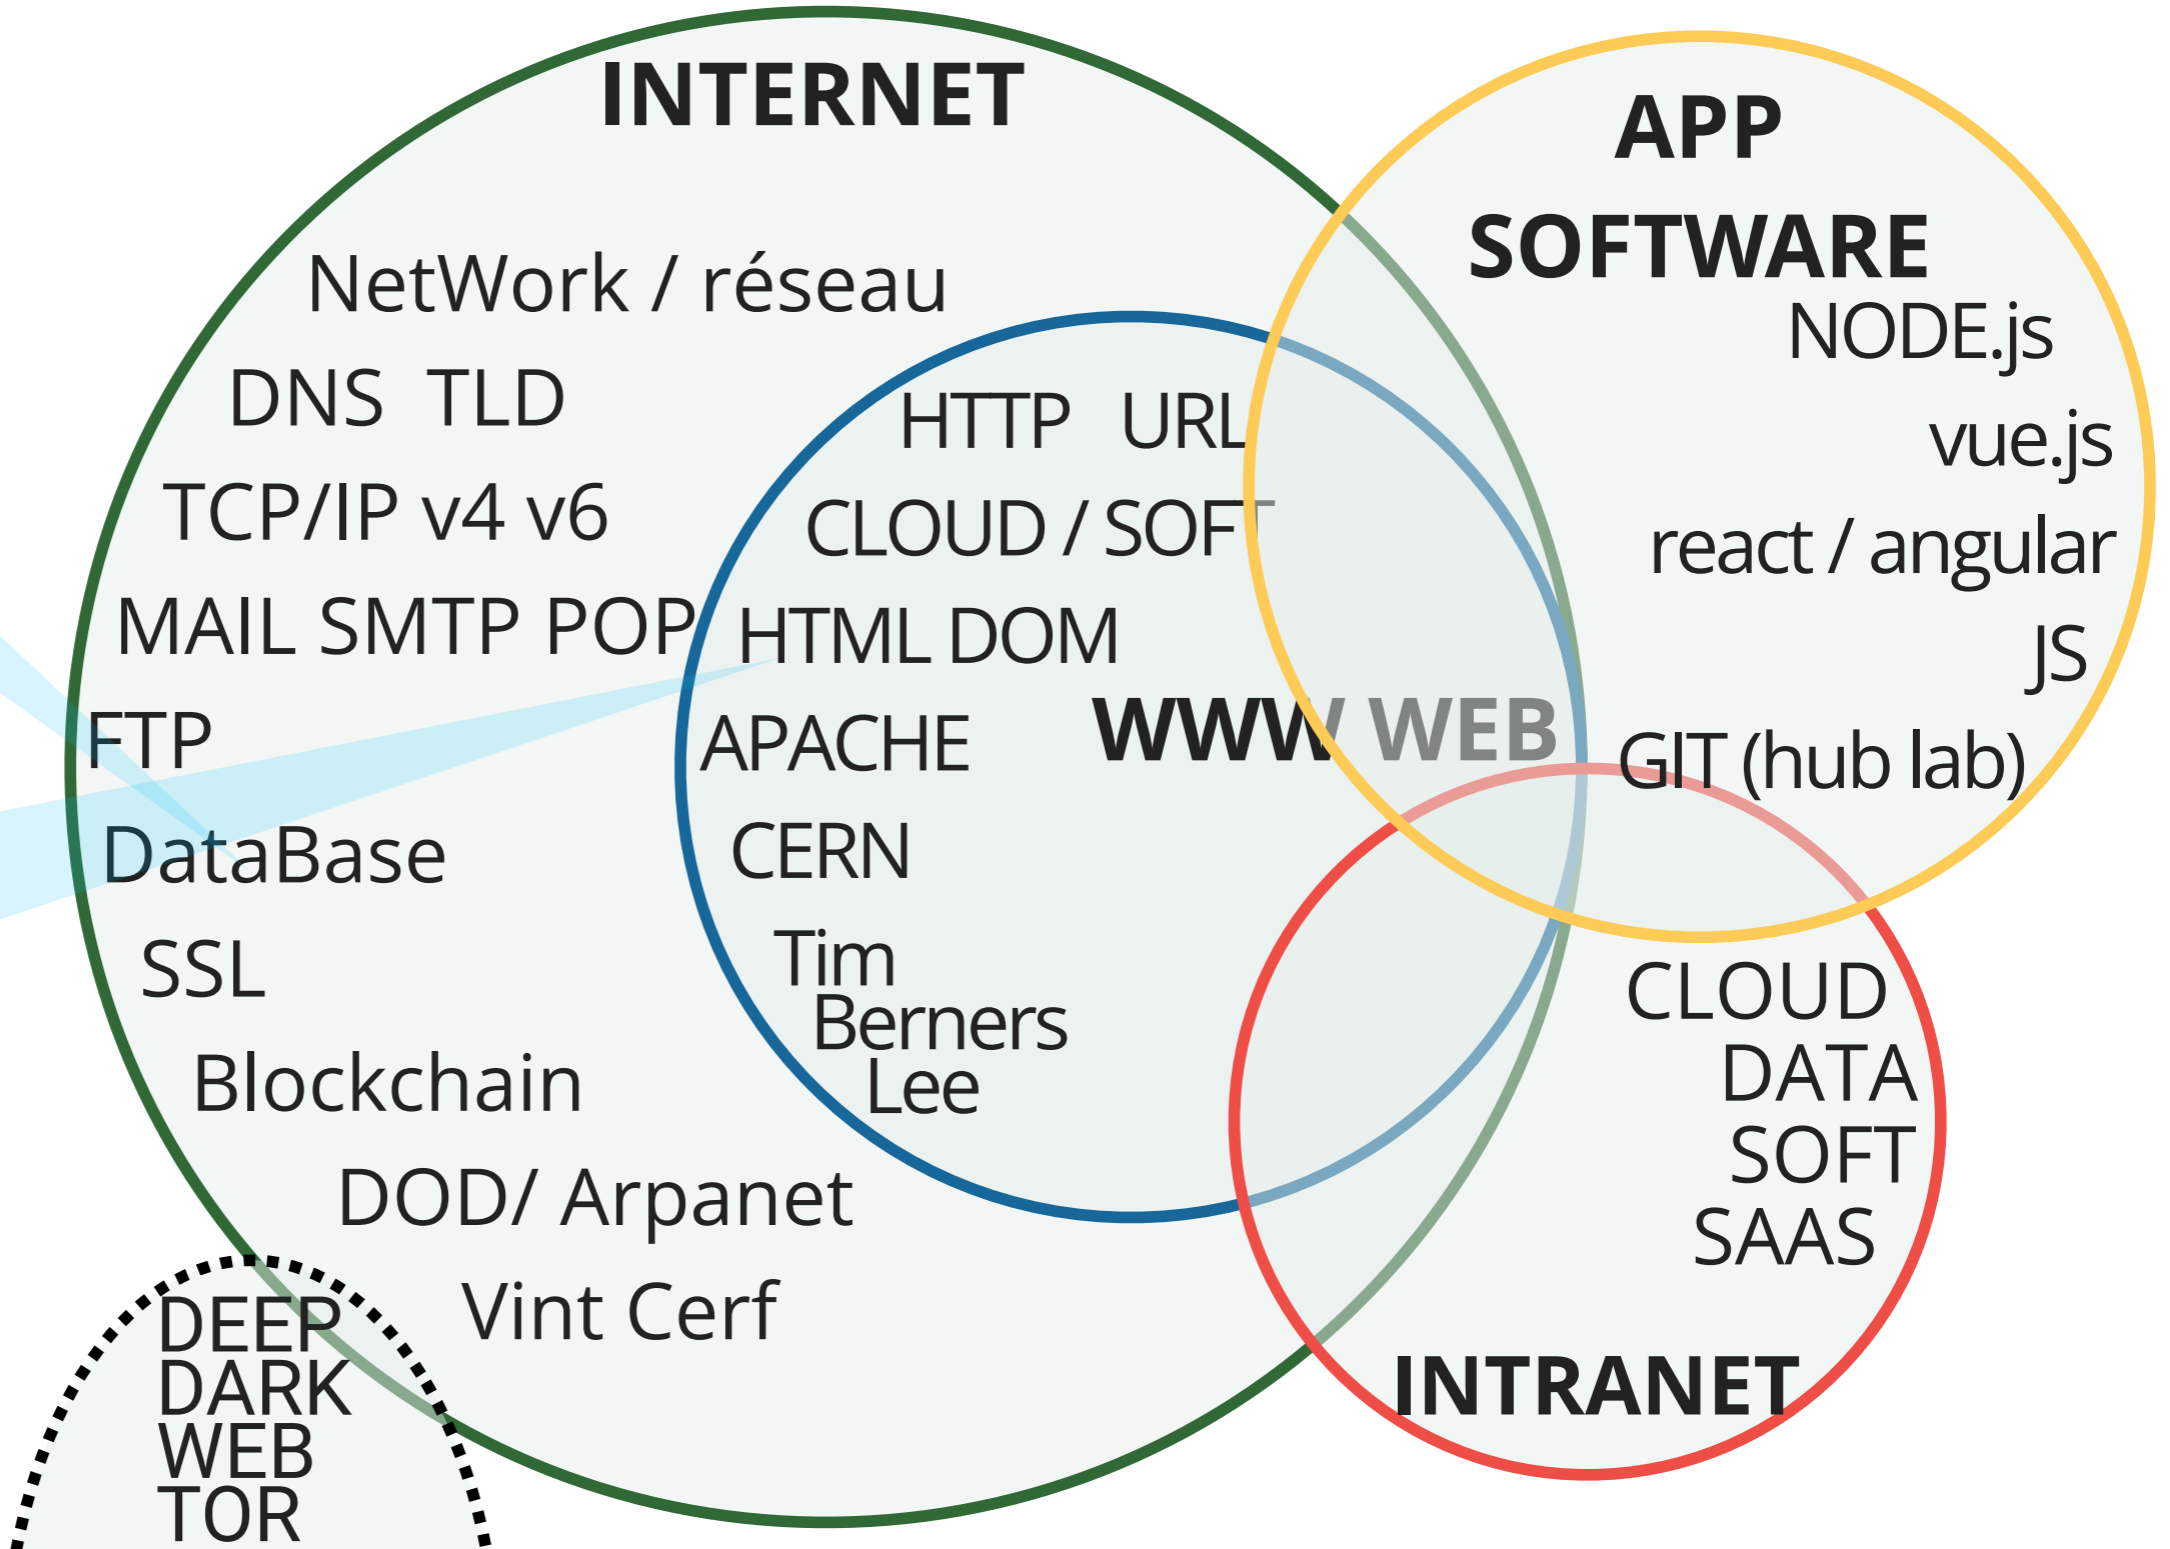 INTERNET
NetWork / réseau
DNS TLD
TCP/IP v4 v6
MAIL SMTP POP
FTP
DataBase
SSL
Blockchain
DOD/ Arpanet
Vint Cerf
HTTP URL
CLOUD / SOFT
HTML DOM
WWW WEB
APACHE
CERN
Tim
Berners
Lee
APP
SOFTWARE
NODE.js
vue.js
react / angular
JS
GIT (hub lab)
CLOUD
DATA
SOFT
SAAS
INTRANET
DEEP
DARK
WEB
TOR